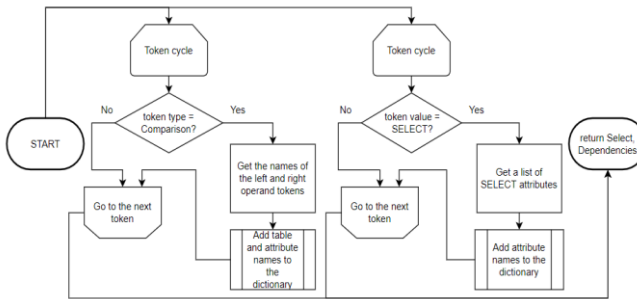 Token cycle
Token cycle
No
token type =
Comparison?
Yes
No
token value =
SELECT?
Yes
START
return Select,
Dependencies
Get the names of
the left and right
operand tokens
Get a list of
SELECT attributes
Go to the next
token
Go to the next
token
Add table
and attribute
names to
the
dictionary
Add attribute
names to the
dictionary